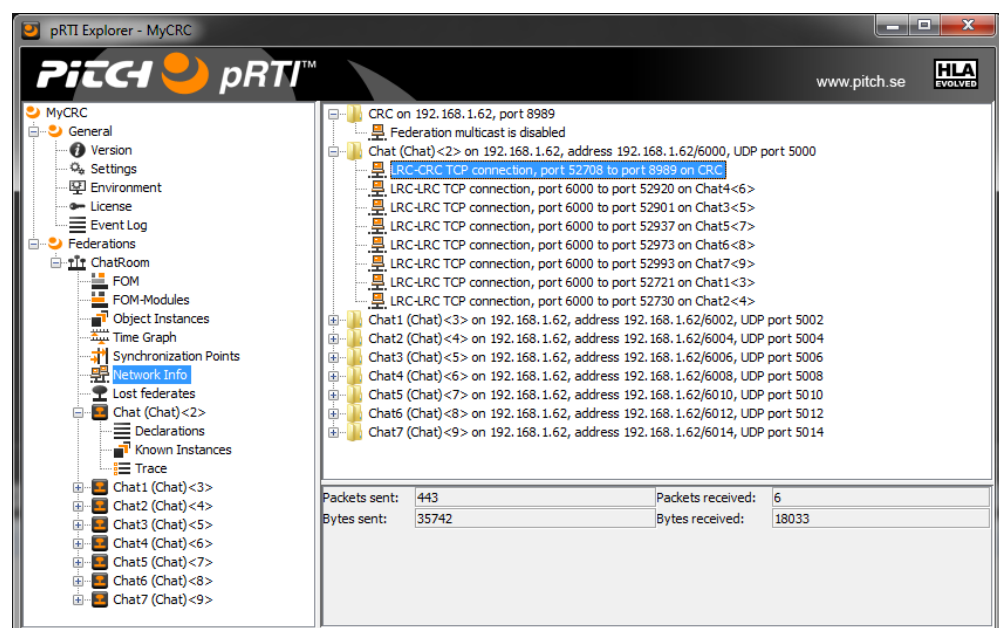 pRTI Explorer - MyCRC
PITCH pRTI™
www.pitch.se
HLA
EVOLVED
MyCRC
General
Version
Settings
Environment
License
Event Log
Federations
ChatRoom
FOM
FOM-Modules
Object Instances
Time Graph
Synchronization Points
Network Info
Lost federates
Chat (Chat)<2>
Declarations
Known Instances
Trace
Chat1 (Chat)<3>
Chat2 (Chat)<4>
Chat3 (Chat)<5>
Chat4 (Chat)<6>
Chat5 (Chat)<7>
Chat6 (Chat)<8>
Chat7 (Chat)<9>
CRC on 192.168.1.62, port 8989
Federation multicast is disabled
Chat (Chat)<2> on 192.168.1.62, address 192.168.1.62/6000, UDP port 5000
LRC-CRC TCP connection, port 52708 to port 8989 on CRC
LRC-LRC TCP connection, port 6000 to port 52920 on Chat4<6>
LRC-LRC TCP connection, port 6000 to port 52901 on Chat3<5>
LRC-LRC TCP connection, port 6000 to port 52937 on Chat5<7>
LRC-LRC TCP connection, port 6000 to port 52973 on Chat6<8>
LRC-LRC TCP connection, port 6000 to port 52993 on Chat7<9>
LRC-LRC TCP connection, port 6000 to port 52721 on Chat1<3>
LRC-LRC TCP connection, port 6000 to port 52730 on Chat2<4>
Chat1 (Chat)<3> on 192.168.1.62, address 192.168.1.62/6002, UDP port 5002
Chat2 (Chat)<4> on 192.168.1.62, address 192.168.1.62/6004, UDP port 5004
Chat3 (Chat)<5> on 192.168.1.62, address 192.168.1.62/6006, UDP port 5006
Chat4 (Chat)<6> on 192.168.1.62, address 192.168.1.62/6008, UDP port 5008
Chat5 (Chat)<7> on 192.168.1.62, address 192.168.1.62/6010, UDP port 5010
Chat6 (Chat)<8> on 192.168.1.62, address 192.168.1.62/6012, UDP port 5012
Chat7 (Chat)<9> on 192.168.1.62, address 192.168.1.62/6014, UDP port 5014
Packets sent: 443 Packets received: 6
Bytes sent: 35742 Bytes received: 18033